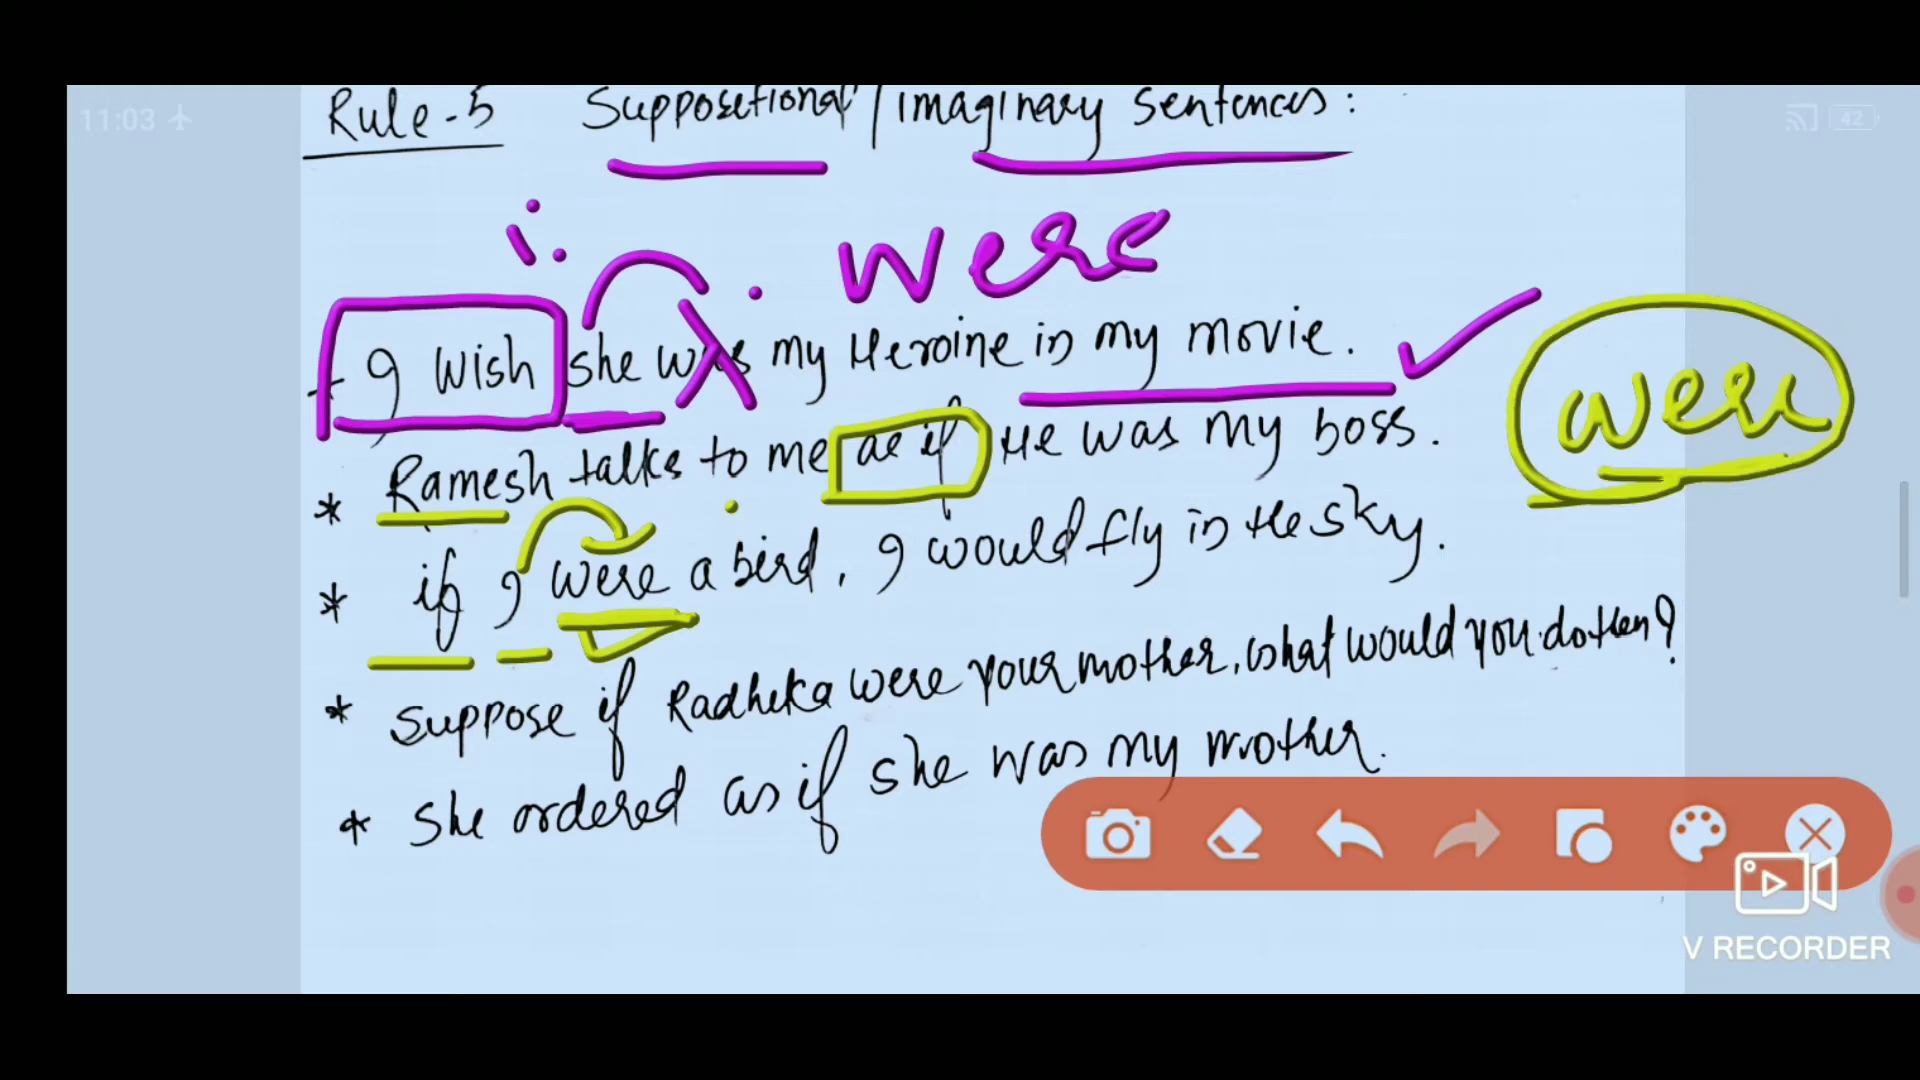 11:03
42
Rule-5 Suppositional / imaginary Sentences:
were
I wish she was my Heroine in my movie.
were
* Ramesh talks to me as if He was my boss.
* if I were a bird, I would fly in the sky.
* Suppose if Radhika were your mother, what would you do then?
* She ordered as if she was my mother.
V RECORDER